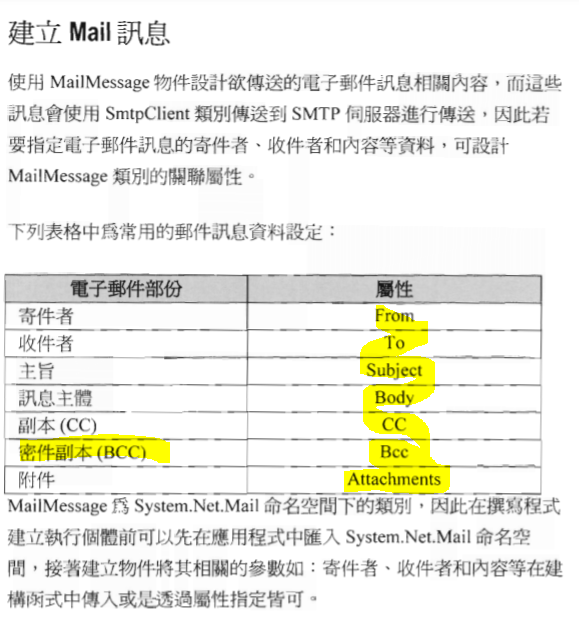 建立 Mail 訊息
使用 MailMessage 物件設計欲傳送的電子郵件訊息相關內容，而這些
訊息會使用 SmtpClient 類別傳送到 SMTP 伺服器進行傳送，因此若
要指定電子郵件訊息的寄件者、收件者和內容等資料，可設計
MailMessage 類別的關聯屬性。
下列表格中爲常用的郵件訊息資料設定：
電子郵件部份 屬性
寄件者 From
收件者 To
主旨 Subject
訊息主體 Body
副本 (CC) CC
密件副本 (BCC) Bcc
附件 Attachments
MailMessage 爲 System.Net.Mail 命名空間下的類別，因此在撰寫程式
建立執行個體前可以先在應用程式中匯入 System.Net.Mail 命名空
間，接著建立物件將其相關的參數如：寄件者、收件者和內容等在建
構函式中傳入或是透過屬性指定皆可。